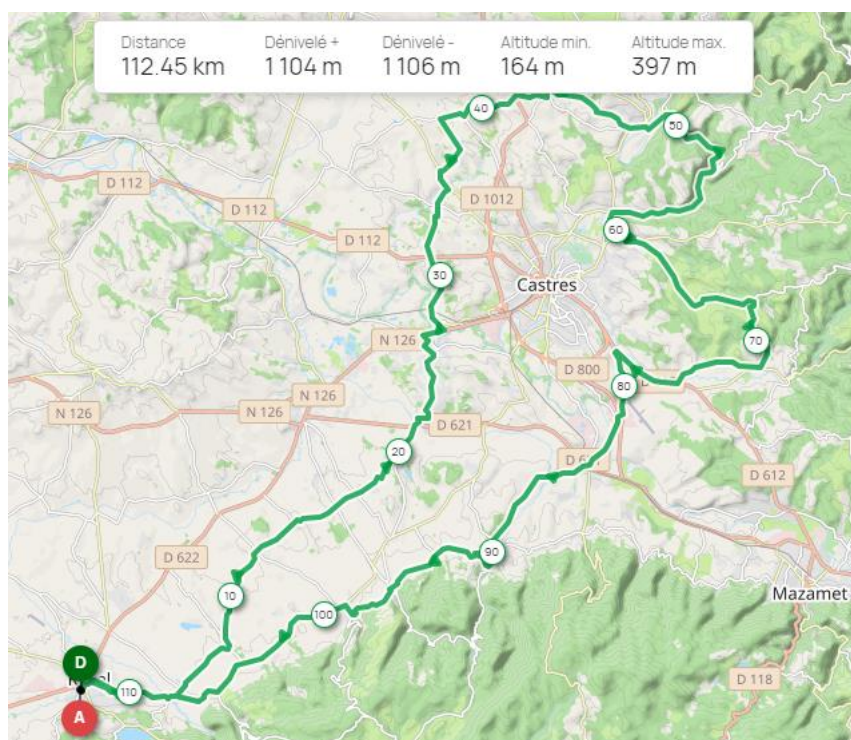 Distance Dénivelé + Dénivelé - Altitude min. Altitude max.
112.45 km 1 104 m 1 106 m 164 m 397 m
40
50
D 112
D 1012
D 112
60
D 112
30
Castres
N 126
70
D 800
80
N 126
N 126
D 621
20
D 612
D 622
90
10
100
Mazamet
D
D 118
110
A